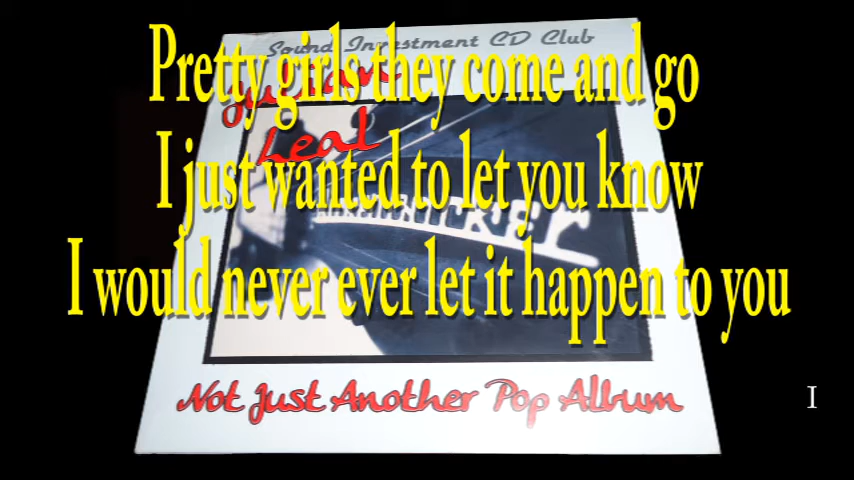 Sound Investment CD Club
Pretty girls they come and go
Julian
Leal
I just wanted to let you know
I would never ever let it happen to you
Not Just Another Pop Album
I